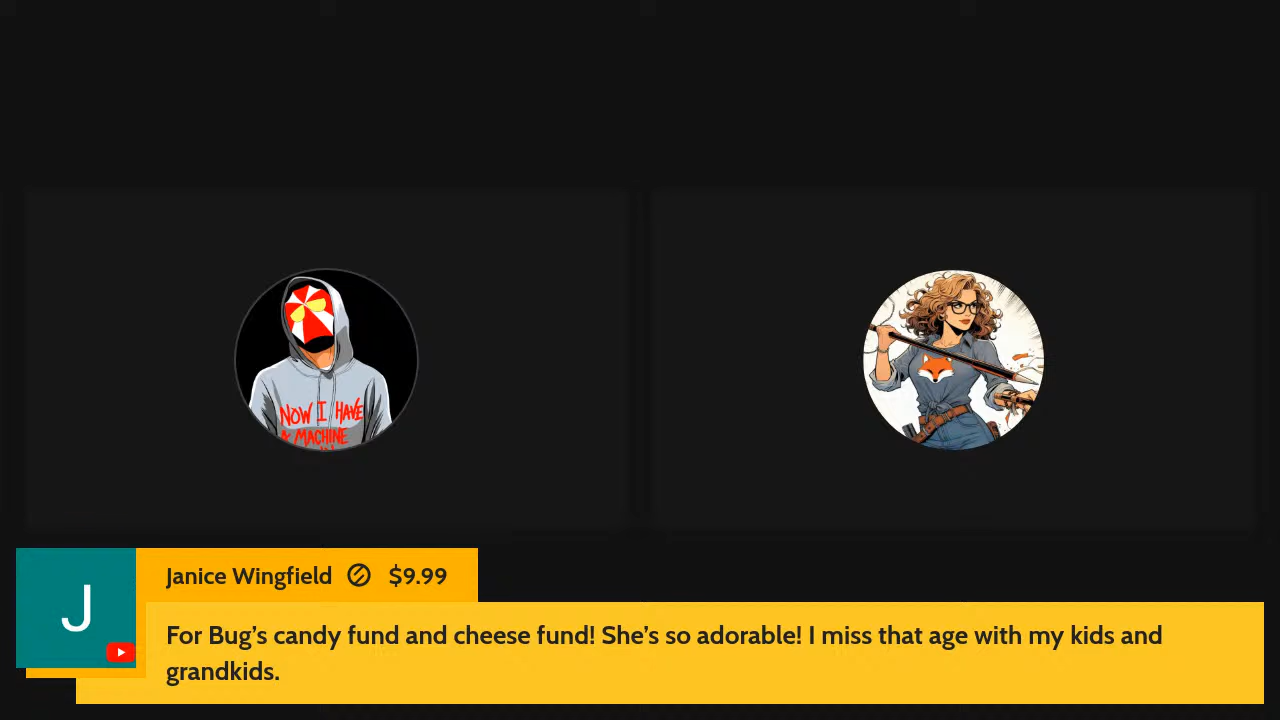 NOW I HAVE
A MACHINE
J
Janice Wingfield $9.99
For Bug's candy fund and cheese fund! She's so adorable! I miss that age with my kids and
grandkids.